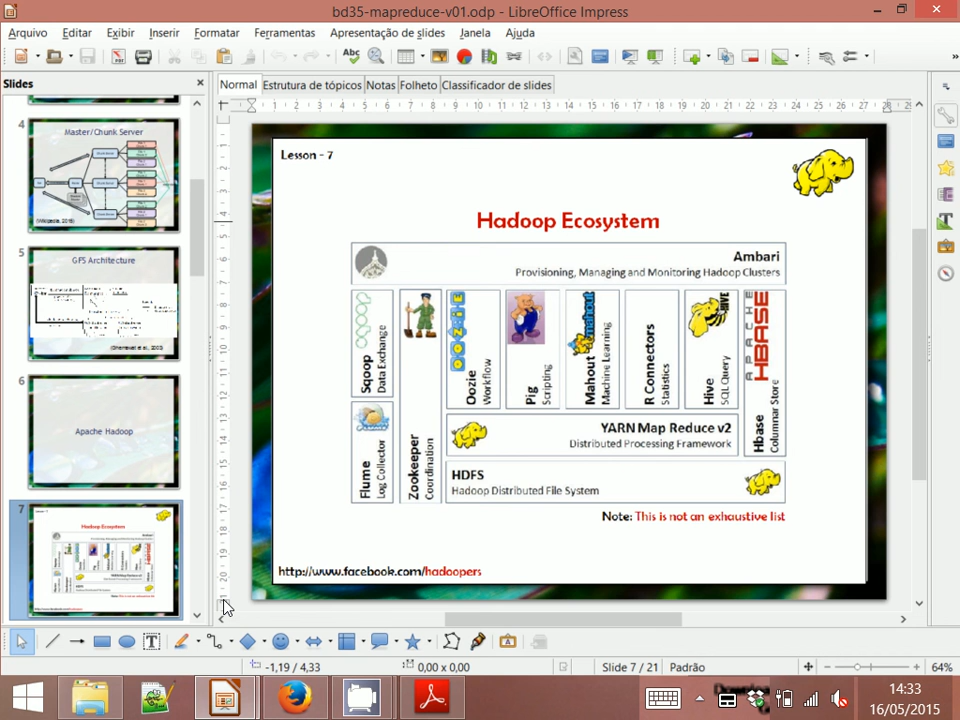 bd35-mapreduce-v01.odp - LibreOffice Impress
Arquivo Editar Exibir Inserir Formatar Ferramentas Apresentação de slides Janela Ajuda
Slides
Normal Estrutura de tópicos Notas Folheto Classificador de slides
4
Master/Chunk Server
5
GFS Architecture
6
Apache Hadoop
7
Lesson - 7
Hadoop Ecosystem
Ambari
Provisioning, Managing and Monitoring Hadoop Clusters
Sqoop
Data Exchange
Flume
Log Collector
Zookeeper
Coordination
OOZIE
Oozie
Workflow
Pig
Scripting
mahout
Mahout
Machine Learning
R Connectors
Statistics
HIVE
Hive
SQL Query
APACHE
HBASE
Hbase
Columnar Store
YARN Map Reduce v2
Distributed Processing Framework
HDFS
Hadoop Distributed File System
Note: This is not an exhaustive list
http://www.facebook.com/hadoopers
-1,19 / 4,33
0,00 x 0,00
Slide 7 / 21
Padrão
64%
14:33
16/05/2015